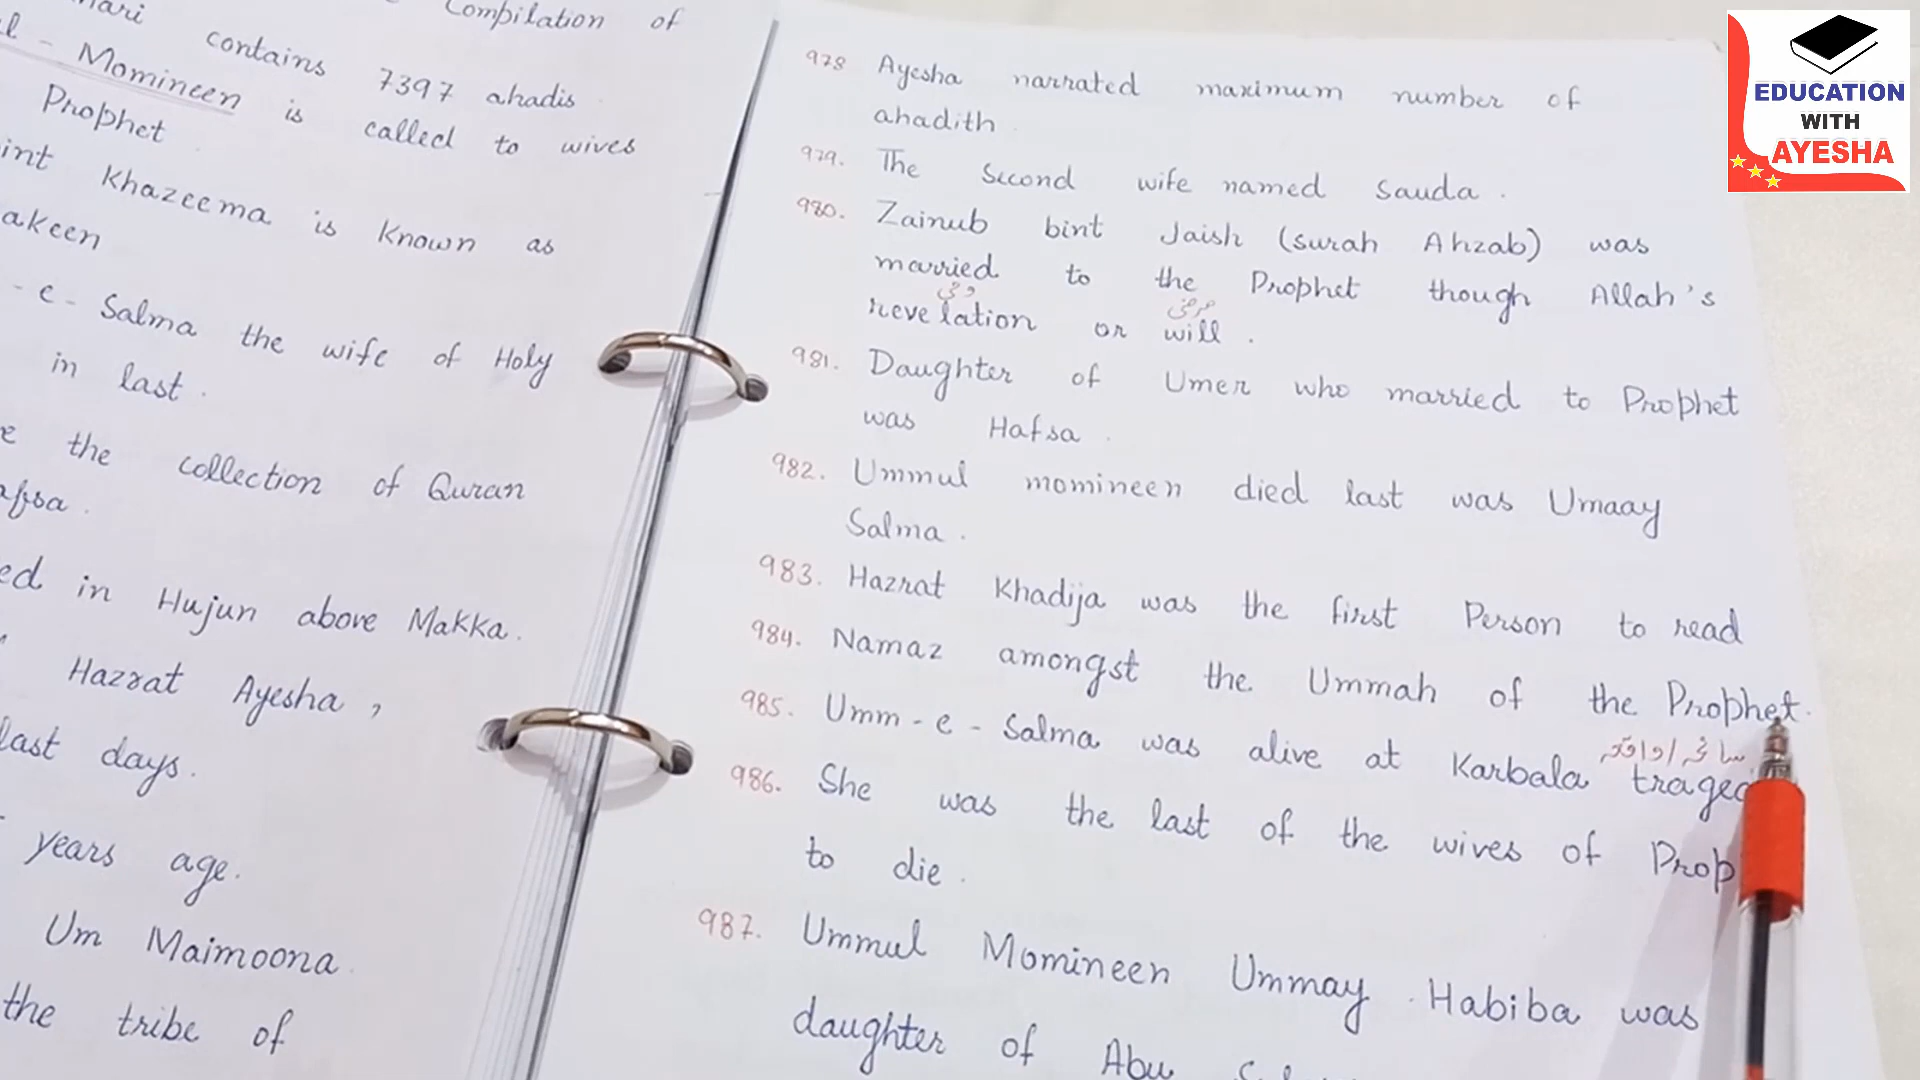 Compilation of
contains 7397 ahadis
Momineen is called to wives
Prophet
Khazeema is known as
akeen
-e- Salma the wife of Holy
in last.
the collection of Quran
afsa.
ed in Hujun above Makka.
Hazrat Ayesha,
last days.
years age.
Um Maimoona
the tribe of
978 Ayesha narrated maximum number of
ahadith
979. The second wife named Sauda.
980. Zainub bint Jaish (surah Ahzab) was
married to the Prophet though Allah's
وحی مرضی
revelation or will.
981. Daughter of Umer who married to Prophet
was Hafsa.
982. Ummul momineen died last was Umaay
Salma.
983. Hazrat Khadija was the first Person to read
984. Namaz amongst the Ummah of the Prophet.
985. Umm-e-Salma was alive at Karbala
986. She was the last of the wives of Prop
to die.
987. Ummul Momineen Ummay Habiba was
daughter of Abu
EDUCATION
WITH
AYESHA